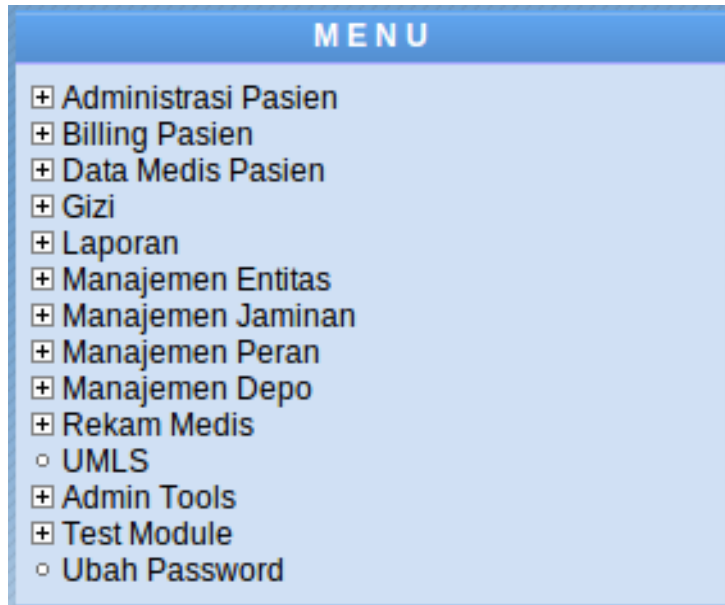 MENU
Administrasi Pasien
Billing Pasien
Data Medis Pasien
Gizi
Laporan
Manajemen Entitas
Manajemen Jaminan
Manajemen Peran
Manajemen Depo
Rekam Medis
UMLS
Admin Tools
Test Module
Ubah Password